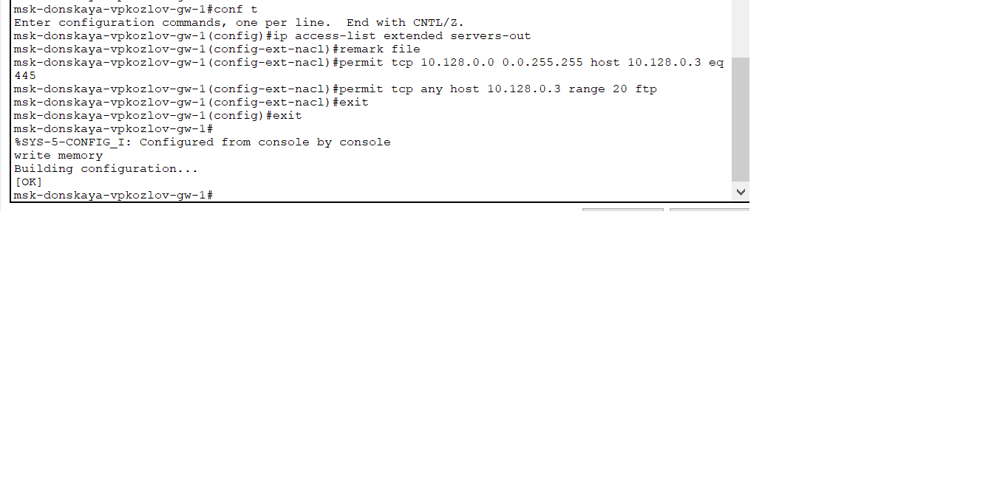 msk-donskaya-vpkozlov-gw-1#conf t
Enter configuration commands, one per line.  End with CNTL/Z.
msk-donskaya-vpkozlov-gw-1(config)#ip access-list extended servers-out
msk-donskaya-vpkozlov-gw-1(config-ext-nacl)#remark file
msk-donskaya-vpkozlov-gw-1(config-ext-nacl)#permit tcp 10.128.0.0 0.0.255.255 host 10.128.0.3 eq
445
msk-donskaya-vpkozlov-gw-1(config-ext-nacl)#permit tcp any host 10.128.0.3 range 20 ftp
msk-donskaya-vpkozlov-gw-1(config-ext-nacl)#exit
msk-donskaya-vpkozlov-gw-1(config)#exit
msk-donskaya-vpkozlov-gw-1#
%SYS-5-CONFIG_I: Configured from console by console
write memory
Building configuration...
[OK]
msk-donskaya-vpkozlov-gw-1#